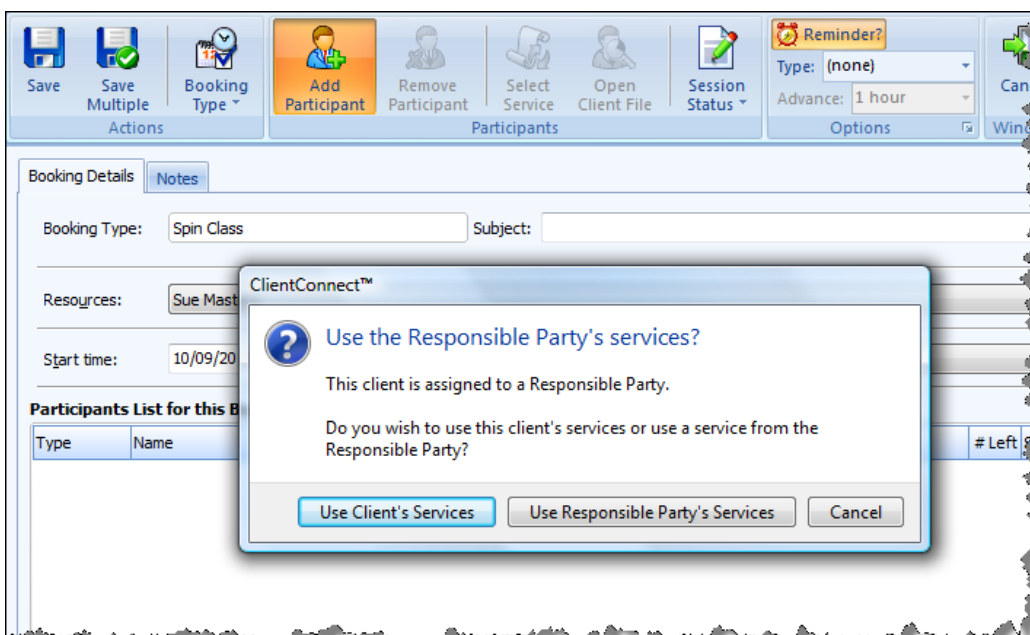 Save
Save Multiple
Booking Type
Add Participant
Remove Participant
Select Service
Open Client File
Session Status
Reminder?
Type: (none)
Advance: 1 hour
Actions
Participants
Options
Booking Details
Notes
Booking Type: Spin Class
Subject:
Resources: Sue Mast
Start time: 10/09/20
Participants List for this B
Type Name # Left
ClientConnect™
Use the Responsible Party's services?
This client is assigned to a Responsible Party.
Do you wish to use this client's services or use a service from the
Responsible Party?
Use Client's Services
Use Responsible Party's Services
Cancel